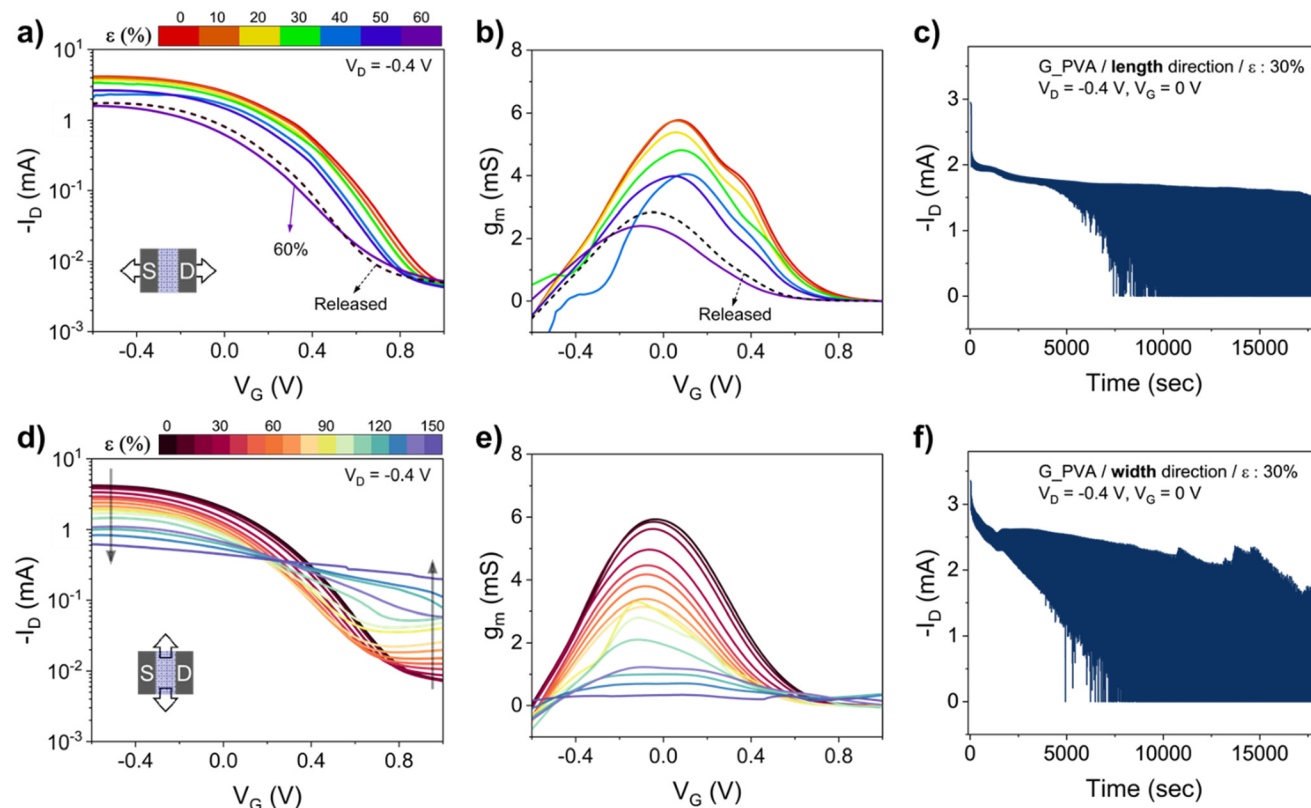 a)
ε (%)
0 10 20 30 40 50 60
V_D = -0.4 V
10^1
1
10^-1
10^-2
10^-3
-I_D (mA)
60%
Released
S D
-0.4 0.0 0.4 0.8
V_G (V)
b)
8
6
4
2
0
g_m (mS)
Released
-0.4 0.0 0.4 0.8
V_G (V)
c)
G_PVA / length direction / ε : 30%
V_D = -0.4 V, V_G = 0 V
3
2
1
0
-I_D (mA)
0 5000 10000 15000
Time (sec)
d)
ε (%)
0 30 60 90 120 150
V_D = -0.4 V
10^1
1
10^-1
10^-2
10^-3
-I_D (mA)
S D
-0.4 0.0 0.4 0.8
V_G (V)
e)
8
6
4
2
0
g_m (mS)
-0.4 0.0 0.4 0.8
V_G (V)
f)
G_PVA / width direction / ε : 30%
V_D = -0.4 V, V_G = 0 V
3
2
1
0
-I_D (mA)
0 5000 10000 15000
Time (sec)